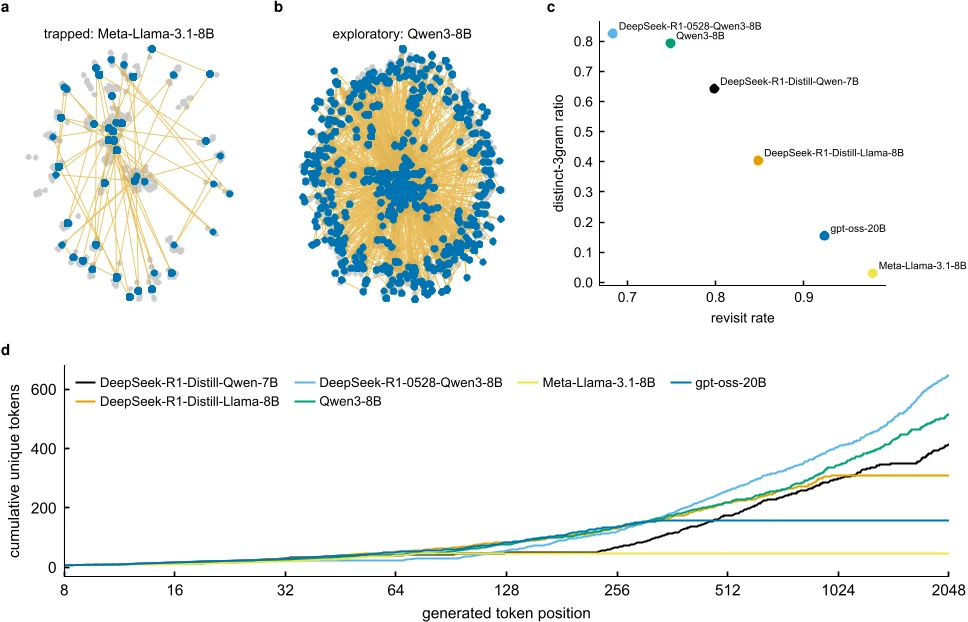 a
trapped: Meta-Llama-3.1-8B
b
exploratory: Qwen3-8B
c
distinct-3gram ratio
0.8
0.7
0.6
0.5
0.4
0.3
0.2
0.1
0.0
DeepSeek-R1-0528-Qwen3-8B
Qwen3-8B
DeepSeek-R1-Distill-Qwen-7B
DeepSeek-R1-Distill-Llama-8B
gpt-oss-20B
Meta-Llama-3.1-8B
0.7 0.8 0.9
revisit rate
d
cumulative unique tokens
600
400
200
0
DeepSeek-R1-Distill-Qwen-7B DeepSeek-R1-0528-Qwen3-8B Meta-Llama-3.1-8B gpt-oss-20B
DeepSeek-R1-Distill-Llama-8B Qwen3-8B
8 16 32 64 128 256 512 1024 2048
generated token position